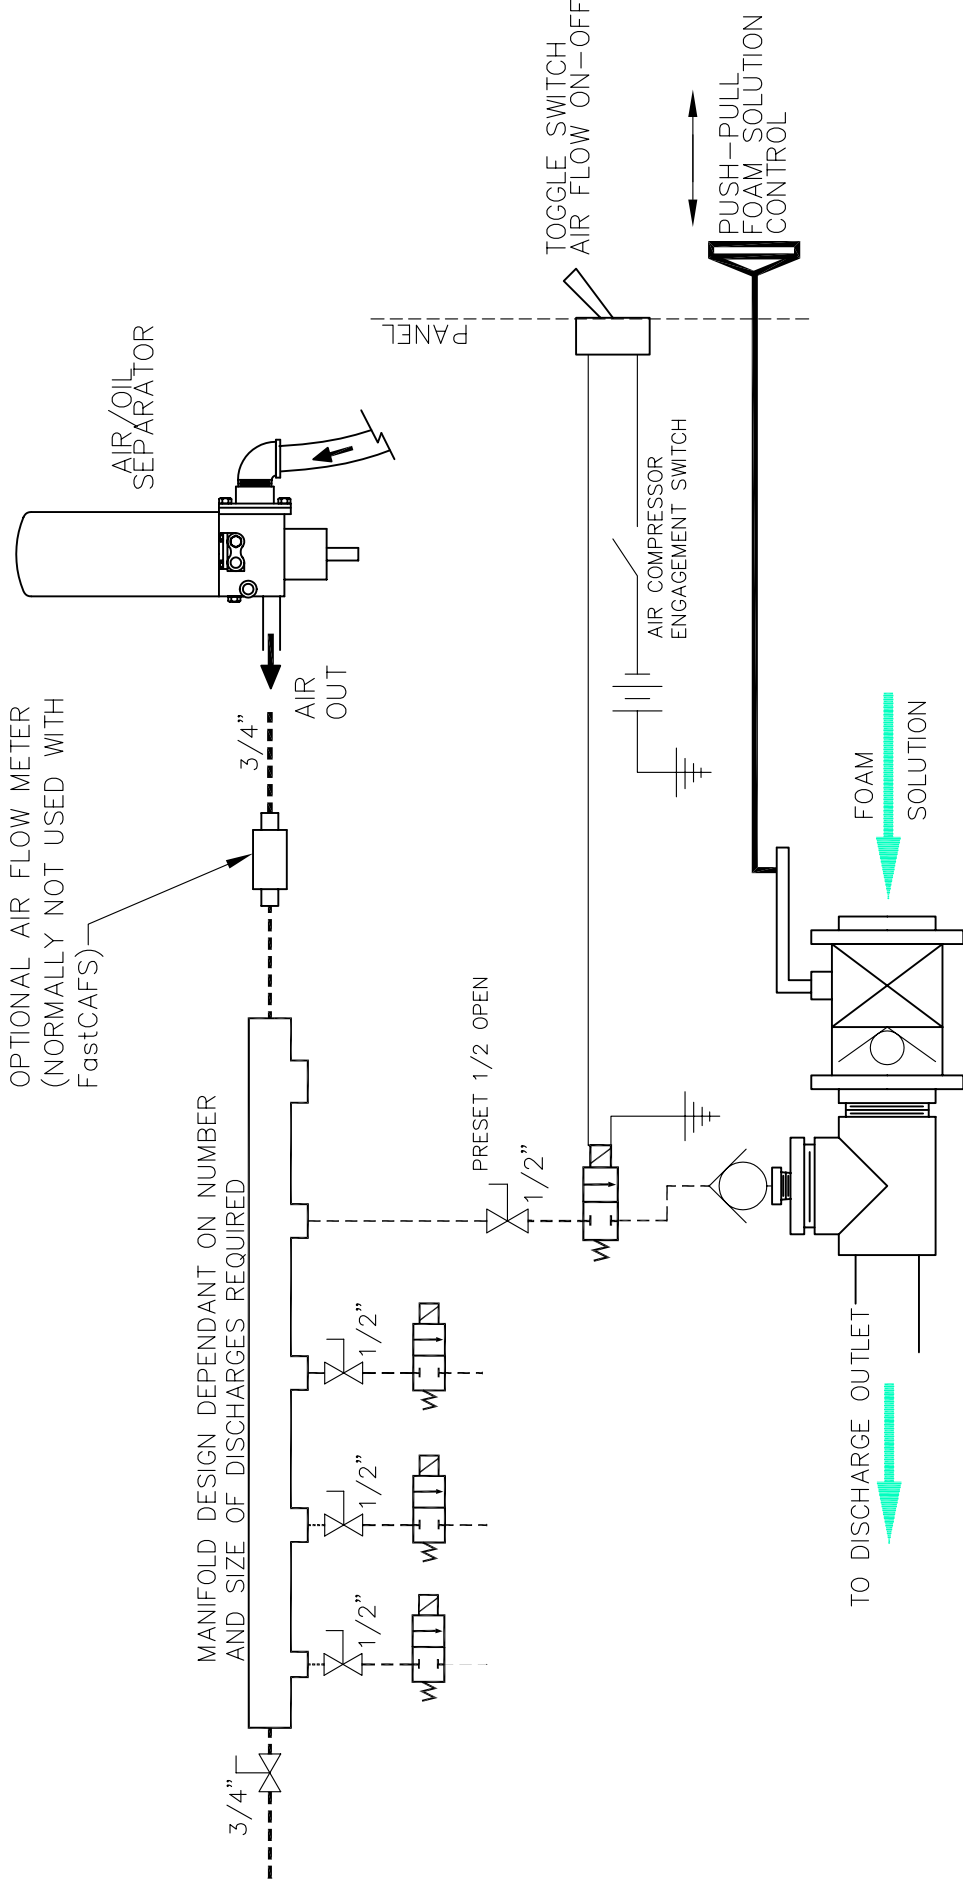 OPTIONAL AIR FLOW METER
(NORMALLY NOT USED WITH
FastCAFS)
AIR/OIL
SEPARATOR
3/4"
AIR
OUT
MANIFOLD DESIGN DEPENDANT ON NUMBER
AND SIZE OF DISCHARGES REQUIRED
3/4"
1/2"
1/2"
1/2"
PRESET 1/2 OPEN
1/2"
PANEL
TOGGLE SWITCH
AIR FLOW ON-OFF
AIR COMPRESSOR
ENGAGEMENT SWITCH
PUSH-PULL
FOAM SOLUTION
CONTROL
FOAM
SOLUTION
TO DISCHARGE OUTLET